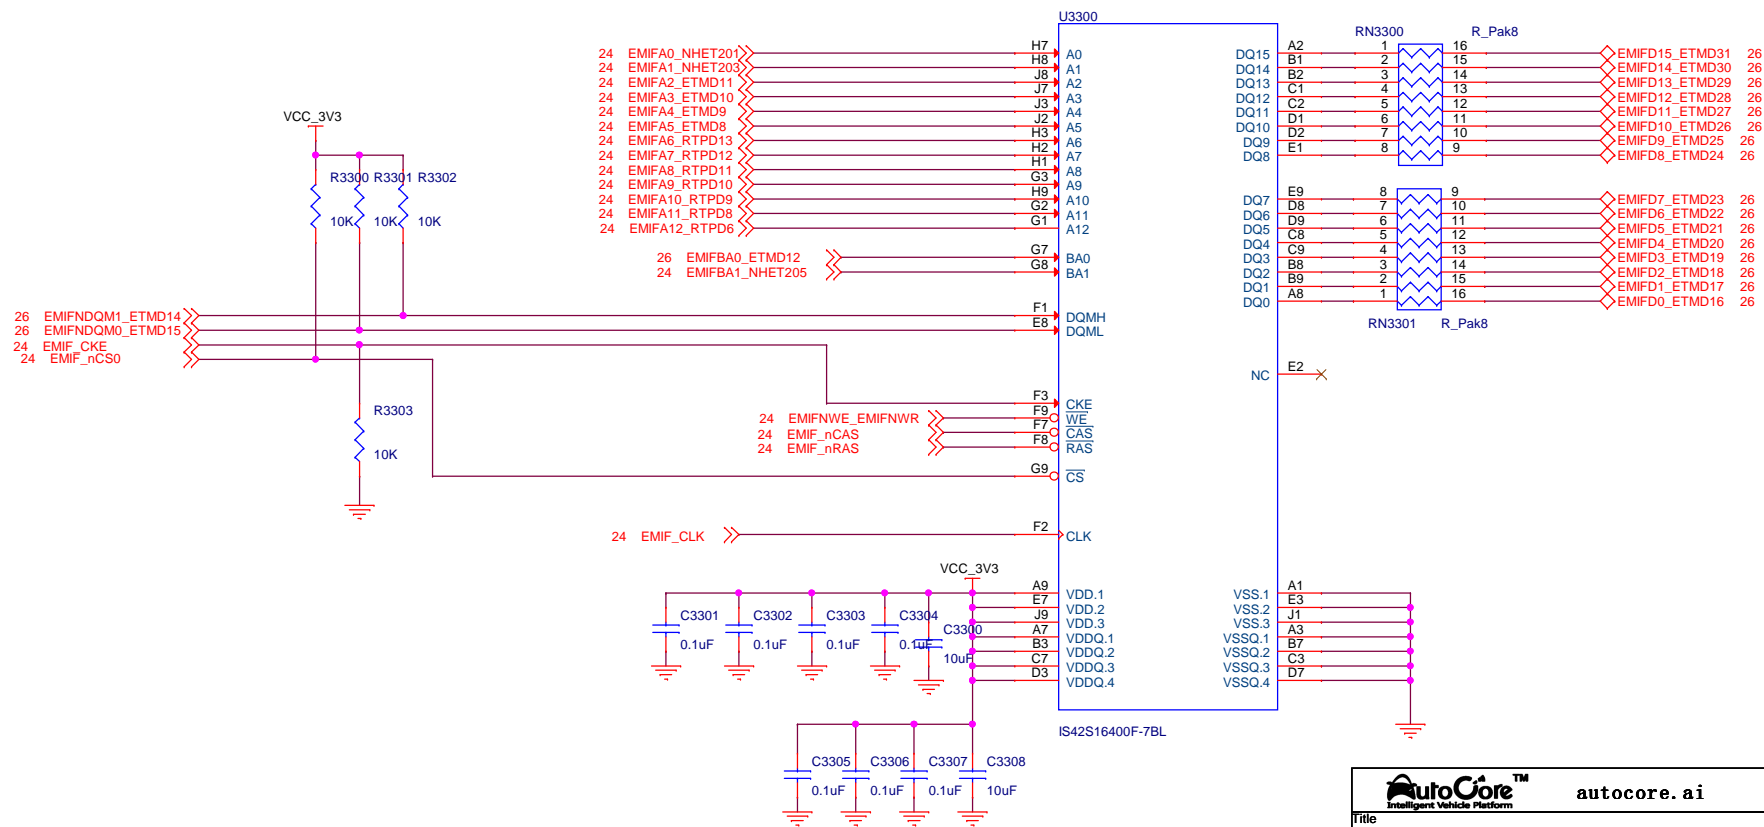 U3300
24 EMIFA0_NHET201 H7 A0
24 EMIFA1_NHET203 H8 A1
24 EMIFA2_ETMD11 J8 A2
24 EMIFA3_ETMD10 J7 A3
24 EMIFA4_ETMD9 J3 A4
24 EMIFA5_ETMD8 J2 A5
24 EMIFA6_RTPD13 H3 A6
24 EMIFA7_RTPD12 H2 A7
24 EMIFA8_RTPD11 H1 A8
24 EMIFA9_RTPD10 G3 A9
24 EMIFA10_RTPD9 H9 A10
24 EMIFA11_RTPD8 G2 A11
24 EMIFA12_RTPD6 G1 A12
26 EMIFBA0_ETMD12 G7 BA0
24 EMIFBA1_NHET205 G8 BA1
RN3300 R_Pak8
DQ15 A2 1 16 EMIFD15_ETMD31 26
DQ14 B1 2 15 EMIFD14_ETMD30 26
DQ13 B2 3 14 EMIFD13_ETMD29 26
DQ12 C1 4 13 EMIFD12_ETMD28 26
DQ11 C2 5 12 EMIFD11_ETMD27 26
DQ10 D1 6 11 EMIFD10_ETMD26 26
DQ9 D2 7 10 EMIFD9_ETMD25 26
DQ8 E1 8 9 EMIFD8_ETMD24 26
DQ7 E9 8 9 EMIFD7_ETMD23 26
DQ6 D8 7 10 EMIFD6_ETMD22 26
DQ5 D9 6 11 EMIFD5_ETMD21 26
DQ4 C8 5 12 EMIFD4_ETMD20 26
DQ3 C9 4 13 EMIFD3_ETMD19 26
DQ2 B8 3 14 EMIFD2_ETMD18 26
DQ1 B9 2 15 EMIFD1_ETMD17 26
DQ0 A8 1 16 EMIFD0_ETMD16 26
RN3301 R_Pak8
VCC_3V3
R3300 R3301 R3302
10K 10K 10K
26 EMIFNDQM1_ETMD14 F1 DQMH
26 EMIFNDQM0_ETMD15 E8 DQML
24 EMIF_CKE
24 EMIF_nCS0
NC E2
R3303
10K
F3 CKE
24 EMIFNWE_EMIFNWR F9 WE
24 EMIF_nCAS F7 CAS
24 EMIF_nRAS F8 RAS
G9 CS
24 EMIF_CLK F2 CLK
VCC_3V3
A9 VDD.1 VSS.1 A1
E7 VDD.2 VSS.2 E3
J9 VDD.3 VSS.3 J1
A7 VDDQ.1 VSSQ.1 A3
B3 VDDQ.2 VSSQ.2 B7
C7 VDDQ.3 VSSQ.3 C3
D3 VDDQ.4 VSSQ.4 D7
C3301 C3302 C3303 C3304 C3300
0.1uF 0.1uF 0.1uF 0.1uF 10uF
IS42S16400F-7BL
C3305 C3306 C3307 C3308
0.1uF 0.1uF 0.1uF 10uF
AutoCore TM autocore.ai
Intelligent Vehicle Platform
Title